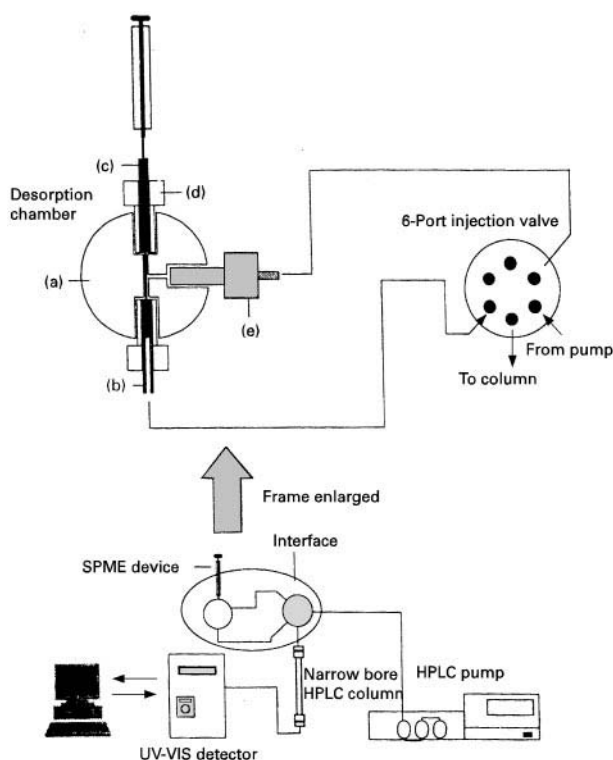 (c)
(d)
Desorption
chamber
6-Port injection valve
(a)
(e)
From pump
To column
(b)
Frame enlarged
Interface
SPME device
Narrow bore
HPLC column
HPLC pump
UV-VIS detector